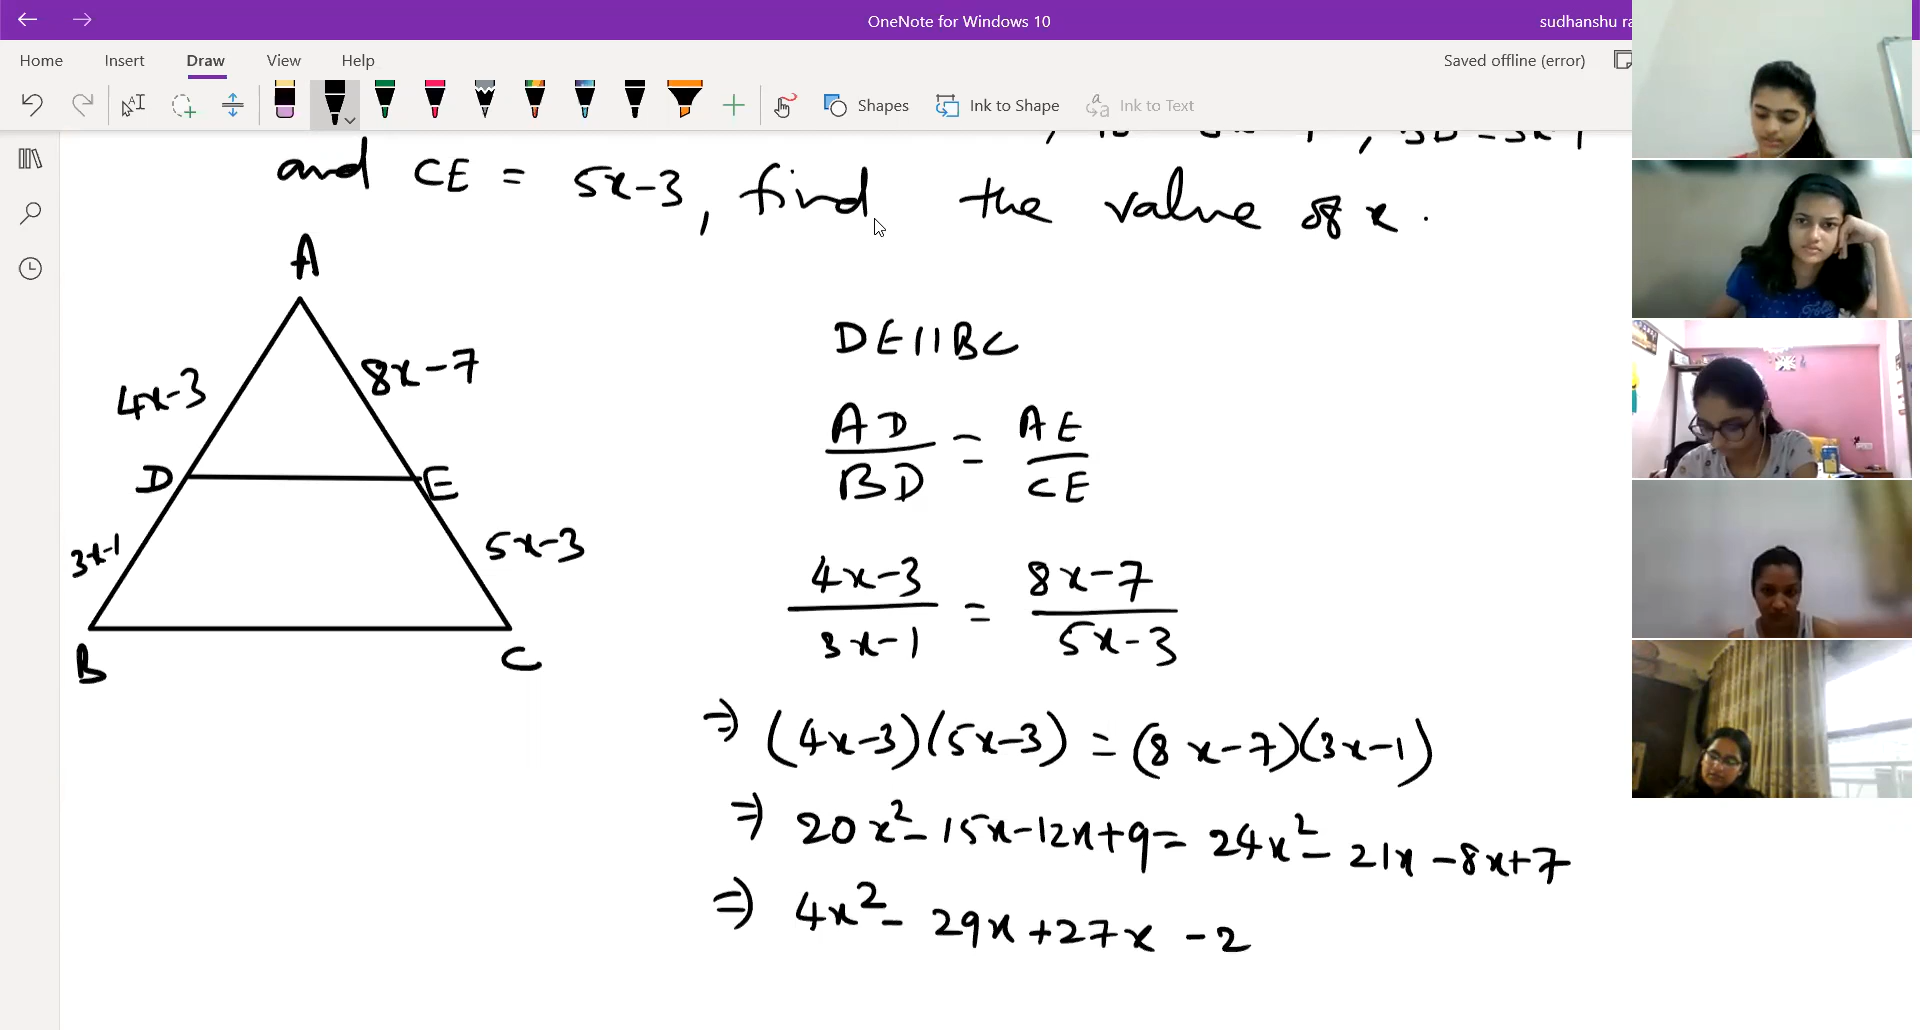 OneNote for Windows 10
sudhanshu
Home Insert Draw View Help
Saved offline (error)
Shapes Ink to Shape Ink to Text
and CE = 5x-3, find the value of x.
A
4x-3
8x-7
D
E
3x-1
5x-3
B
C
DE||BC
AD/BD = AE/CE
4x-3/3x-1 = 8x-7/5x-3
⇒ (4x-3)(5x-3) = (8x-7)(3x-1)
⇒ 20x²-15x-12x+9 = 24x²-21x-8x+7
⇒ 4x²-29x+27x-2